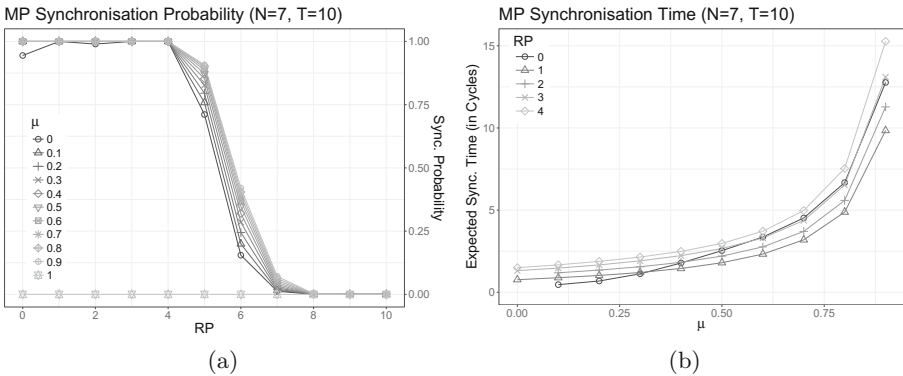 MP Synchronisation Probability (N=7, T=10)
1.00
0.75
0.50
0.25
0.00
Sync. Probability
μ
0
0.1
0.2
0.3
0.4
0.5
0.6
0.7
0.8
0.9
1
0 2 4 6 8 10
RP
(a)
MP Synchronisation Time (N=7, T=10)
Expected Sync. Time (in Cycles)
15
10
5
0
RP
0
1
2
3
4
0.00 0.25 0.50 0.75
μ
(b)